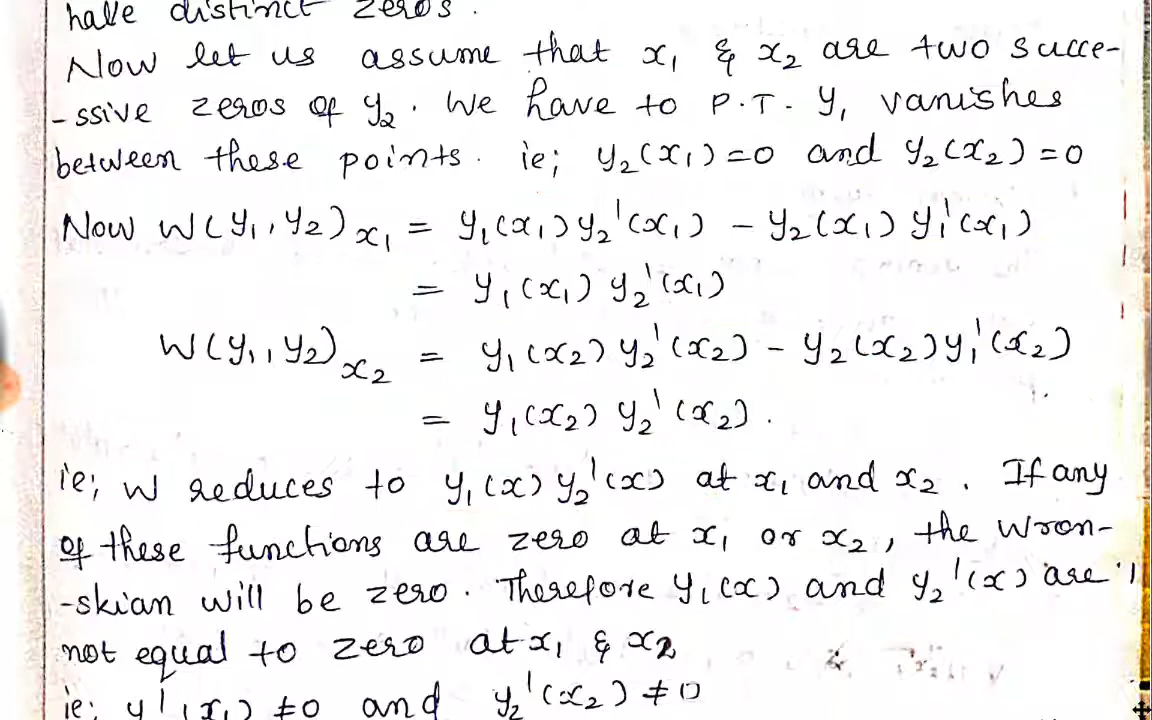 have distinct zeros.
Now let us assume that x₁ & x₂ are two succe-
-ssive zeros of y₂. We have to P.T. y₁ vanishes
between these points. ie; y₂(x₁)=0 and y₂(x₂)=0
Now W(y₁,y₂)x₁ = y₁(x₁)y₂'(x₁) - y₂(x₁) y₁'(x₁)
= y₁(x₁) y₂'(x₁)
W(y₁,y₂)x₂ = y₁(x₂) y₂'(x₂) - y₂(x₂)y₁'(x₂)
= y₁(x₂) y₂'(x₂).
ie; W reduces to y₁(x) y₂'(x) at x₁ and x₂. If any
of these functions are zero at x₁ or x₂, the Wron-
-skian will be zero. Therefore y₁(x) and y₂'(x) are
not equal to zero at x₁ & x₂
ie; y'(x₁) ≠0 and y₂'(x₂) ≠0